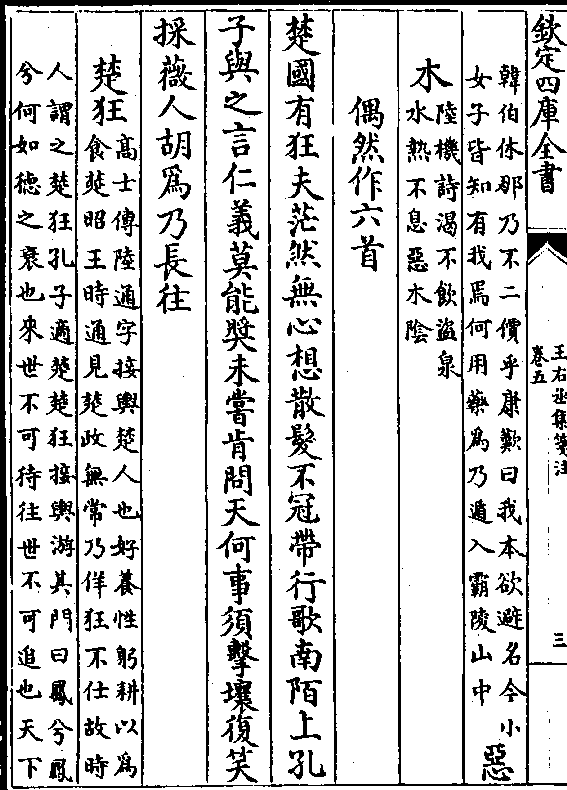 欽定四庫全書
王右丞集箋注
卷五
三
韓伯休那乃不二價乎康歎曰我本欲避名今小
女子皆知有我焉何用藥爲乃遁入霸陵山中
惡
木
陸機詩渴不飲盜泉
水熱不息惡木陰
偶然作六首
楚國有狂夫茫然無心想散髮不冠帶行歌南陌上孔
子與之言仁義莫能奬未嘗肯問天何事須擊壤復笑
採薇人胡爲乃長往
楚狂
高士傳陸通字接輿楚人也好養性躬耕以爲
食楚昭王時通見楚政無常乃佯狂不仕故時
人謂之楚狂孔子適楚楚狂接輿游其門曰鳳兮鳳
兮何如德之衰也來世不可待往世不可追也天下